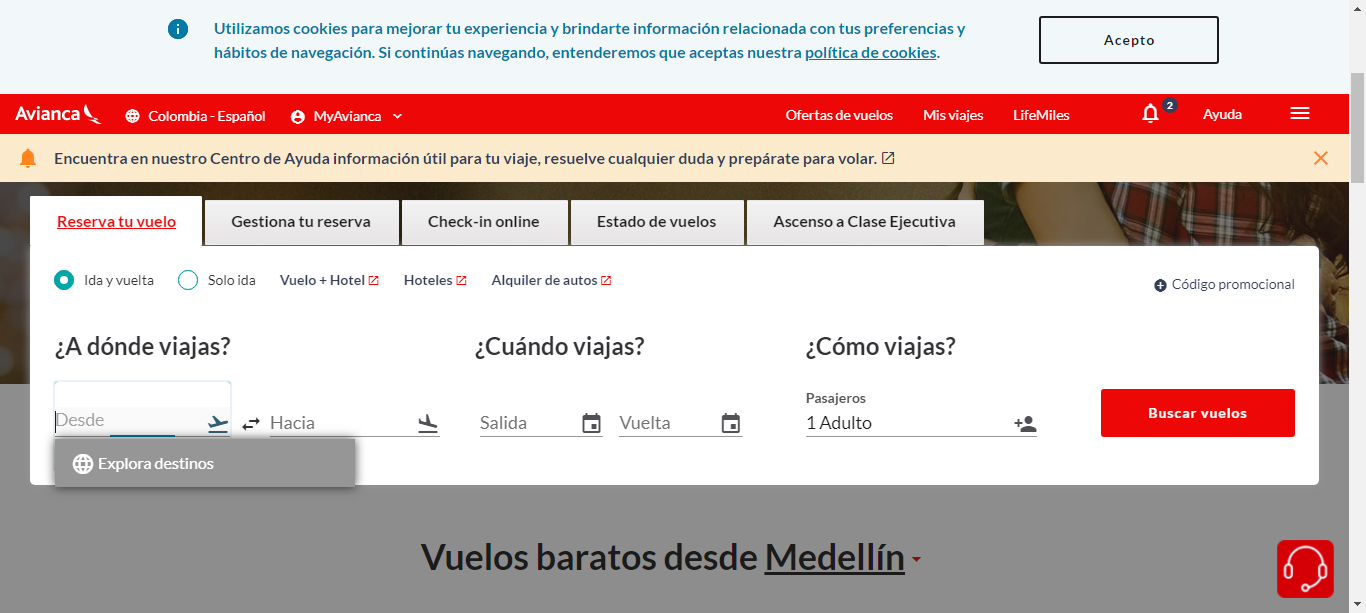 Utilizamos cookies para mejorar tu experiencia y brindarte información relacionada con tus preferencias y
hábitos de navegación. Si continúas navegando, entenderemos que aceptas nuestra política de cookies.
Acepto
Avianca
Colombia - Español
MyAvianca
Ofertas de vuelos
Mis viajes
LifeMiles
2
Ayuda
Encuentra en nuestro Centro de Ayuda información útil para tu viaje, resuelve cualquier duda y prepárate para volar.
Reserva tu vuelo
Gestiona tu reserva
Check-in online
Estado de vuelos
Ascenso a Clase Ejecutiva
Ida y vuelta
Solo ida
Vuelo + Hotel
Hoteles
Alquiler de autos
Código promocional
¿A dónde viajas?
¿Cuándo viajas?
¿Cómo viajas?
Pasajeros
Desde
Hacia
Salida
Vuelta
1 Adulto
Buscar vuelos
Explora destinos
Vuelos baratos desde Medellín